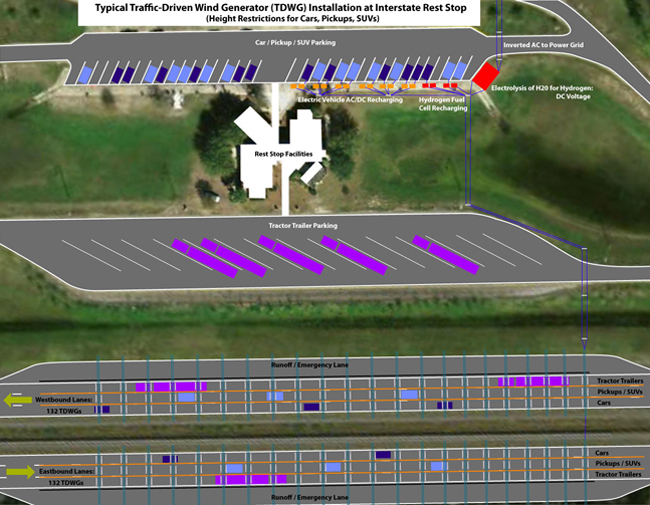 Typical Traffic-Driven Wind Generator (TDWG) Installation at Interstate Rest Stop
(Height Restrictions for Cars, Pickups, SUVs)
Car / Pickup / SUV Parking
Inverted AC to Power Grid
Electrolysis of H20 for Hydrogen:
DC Voltage
Electric Vehicle AC/DC Recharging
Hydrogen Fuel
Cell Recharging
Rest Stop Facilities
Tractor Trailer Parking
Runoff / Emergency Lane
Tractor Trailers
Pickups / SUVs
Westbound Lanes:
Cars
132 TDWGs
Cars
Pickups / SUVs
Eastbound Lanes:
Tractor Trailers
132 TDWGs
Runoff / Emergency Lane